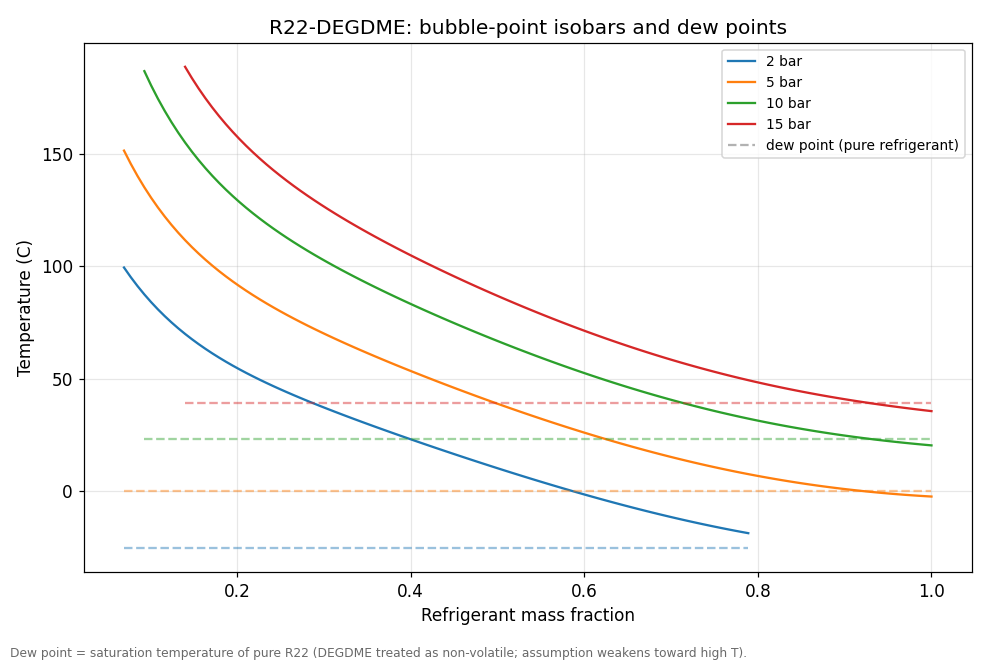 R22-DEGDME: bubble-point isobars and dew points
2 bar
5 bar
10 bar
15 bar
dew point (pure refrigerant)
Temperature (C)
150
100
50
0
0.2
0.4
0.6
0.8
1.0
Refrigerant mass fraction
Dew point = saturation temperature of pure R22 (DEGDME treated as non-volatile; assumption weakens toward high T).